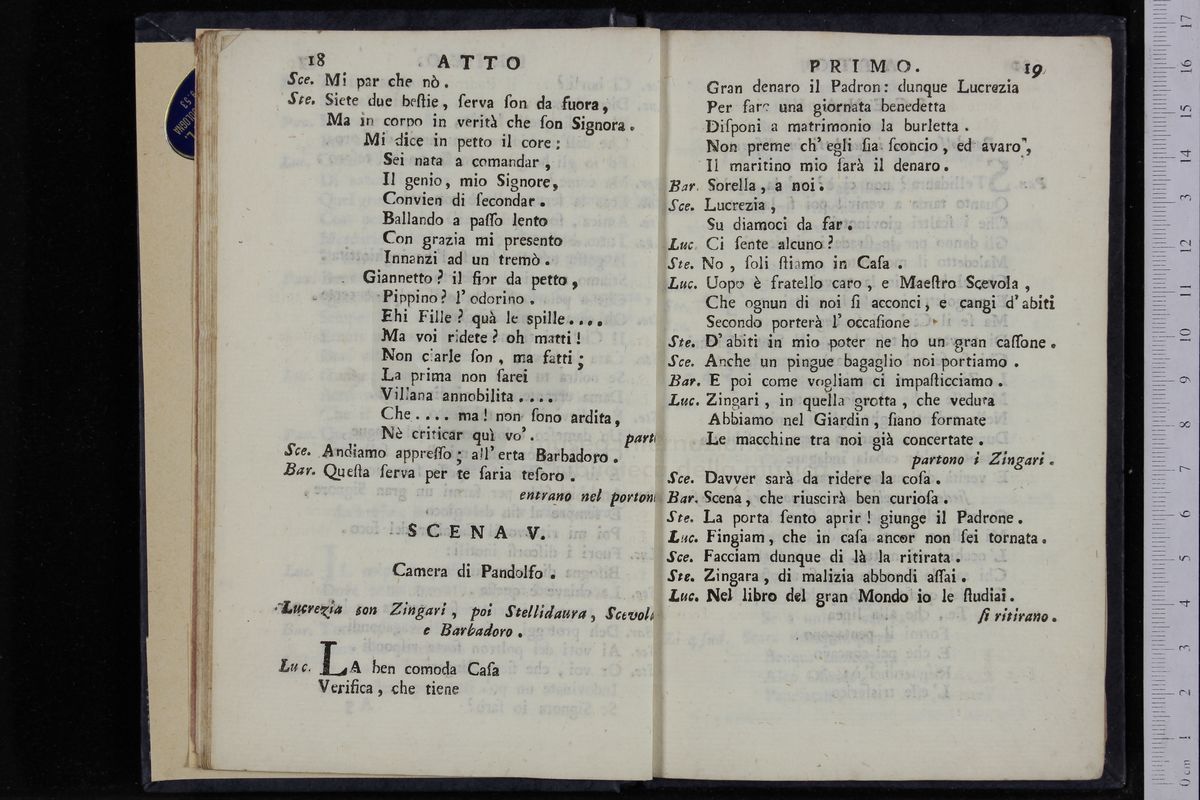 18 ATTO
Sce. Mi par che nò.
Ste. Siete due beſtie, ſerva ſon da fuora,
Ma in corpo in verità che ſon Signora.
Mi dice in petto il core:
Sei nata a comandar,
Il genio, mio Signore,
Convien di ſecondar.
Ballando a paſſo lento
Con grazia mi preſento
Innanzi ad un tremò.
Giannetto? il fior da petto,
Pippino? l' odorino.
Ehi Fille? quà le spille....
Ma voi ridete? oh matti!
Non ciarle ſon, ma fatti;
La prima non ſarei
Villana annobilita....
Che.... ma! non ſono ardita,
Nè criticar quì vo'. part
Sce. Andiamo appreſſo; all' erta Barbadoro.
Bar. Queſta ſerva per te ſaria teſoro.
entrano nel porton
SCENA V.
Camera di Pandolfo.
Lucrezia con Zingari, poi Stellidaura, Scevol
e Barbadoro.
Luc. LA ben comoda Caſa
Verifica, che tiene
PRIMO. 19
Gran denaro il Padron: dunque Lucrezia
Per fare una giornata benedetta
Diſponi a matrimonio la burletta.
Non preme ch' egli ſia ſconcio, ed avaro,
Il maritino mio ſarà il denaro.
Bar. Sorella, a noi.
Sce. Lucrezia,
Su diamoci da far.
Luc. Ci ſente alcuno?
Ste. No, ſoli ſtiamo in Caſa.
Luc. Uopo è fratello caro, e Maeſtro Scevola,
Che ognun di noi ſi acconci, e cangi d' abiti
Secondo porterà l' occaſione.
Ste. D' abiti in mio poter ne ho un gran caſſone.
Sce. Anche un pingue bagaglio noi portiamo.
Bar. E poi come vogliam ci impaſticciamo.
Luc. Zingari, in quella grotta, che veduta
Abbiamo nel Giardin, ſiano formate
Le macchine tra noi già concertate.
partono i Zingari.
Sce. Davver sarà da ridere la coſa.
Bar. Scena, che riuſcirà ben curioſa.
Ste. La porta ſento aprir! giunge il Padrone.
Luc. Fingiam, che in caſa ancor non ſei tornata.
Sce. Facciam dunque di là la ritirata.
Ste. Zingara, di malizia abbondi aſſai.
Luc. Nel libro del gran Mondo io le ſtudiai.
ſi ritirano.